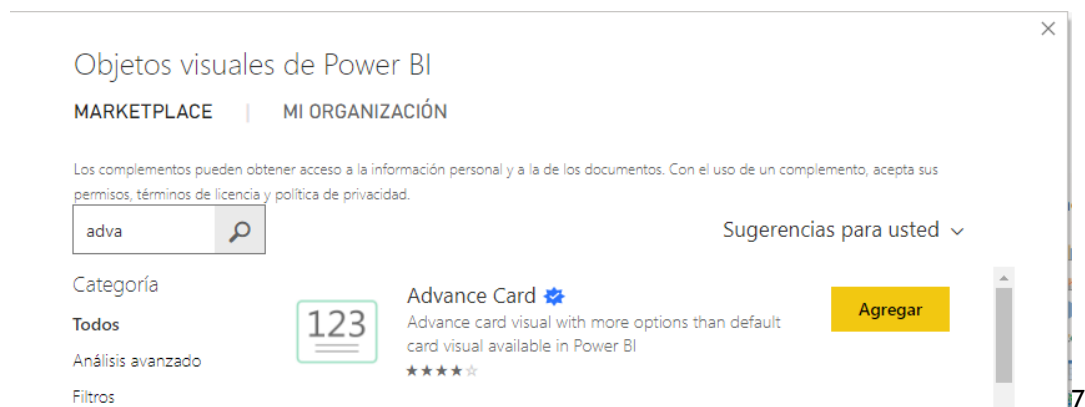 Objetos visuales de Power BI
MARKETPLACE | MI ORGANIZACIÓN
Los complementos pueden obtener acceso a la información personal y a la de los documentos. Con el uso de un complemento, acepta sus
permisos, términos de licencia y política de privacidad.
adva
Sugerencias para usted
Categoría
Todos
Análisis avanzado
Filtros
123
Advance Card
Advance card visual with more options than default
card visual available in Power BI
Agregar
7